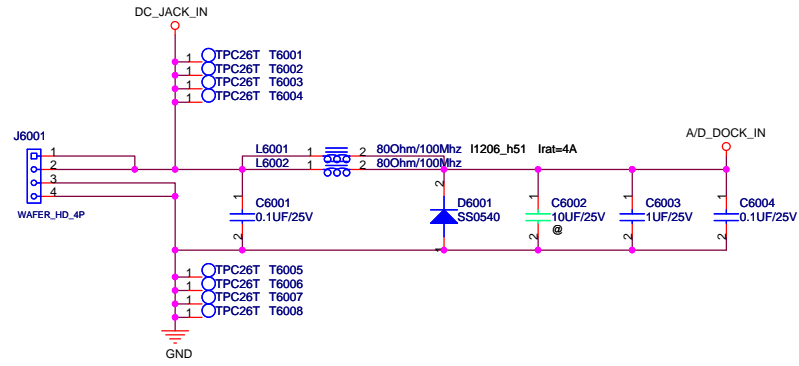 DC_JACK_IN
1 TPC26T T6001
1 TPC26T T6002
1 TPC26T T6003
1 TPC26T T6004
J6001
1
2
3
4
WAFER_HD_4P
A/D_DOCK_IN
L6001 1 2 80Ohm/100Mhz l1206_h51 Irat=4A
L6002 1 2 80Ohm/100Mhz
1 C6001 2
0.1UF/25V
2 D6001 1
SS0540
1 C6002 2
10UF/25V
@
1 C6003 2
1UF/25V
1 C6004 2
0.1UF/25V
1 TPC26T T6005
1 TPC26T T6006
1 TPC26T T6007
1 TPC26T T6008
GND